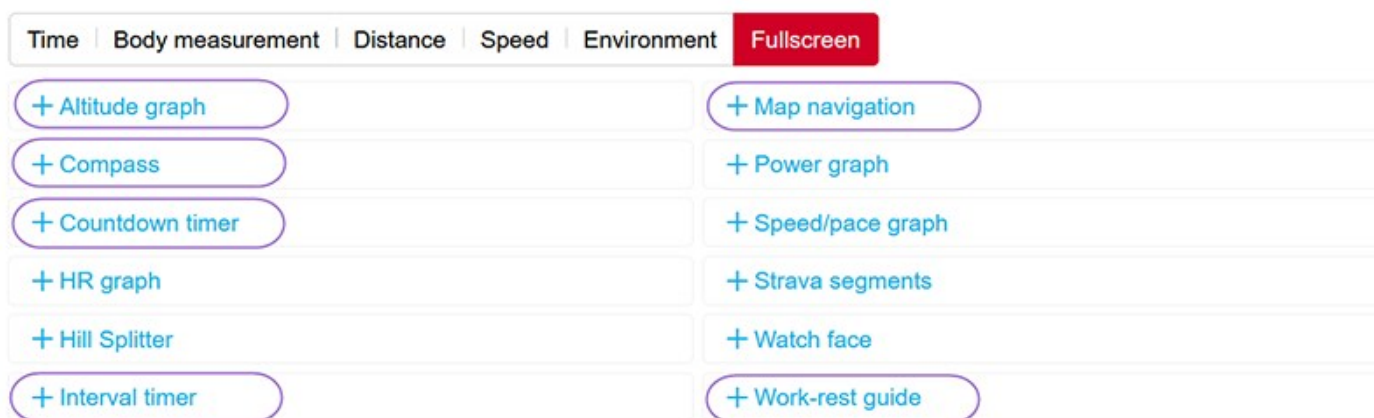 Time Body measurement Distance Speed Environment Fullscreen
+ Altitude graph
+ Compass
+ Countdown timer
+ HR graph
+ Hill Splitter
+ Interval timer
+ Map navigation
+ Power graph
+ Speed/pace graph
+ Strava segments
+ Watch face
+ Work-rest guide